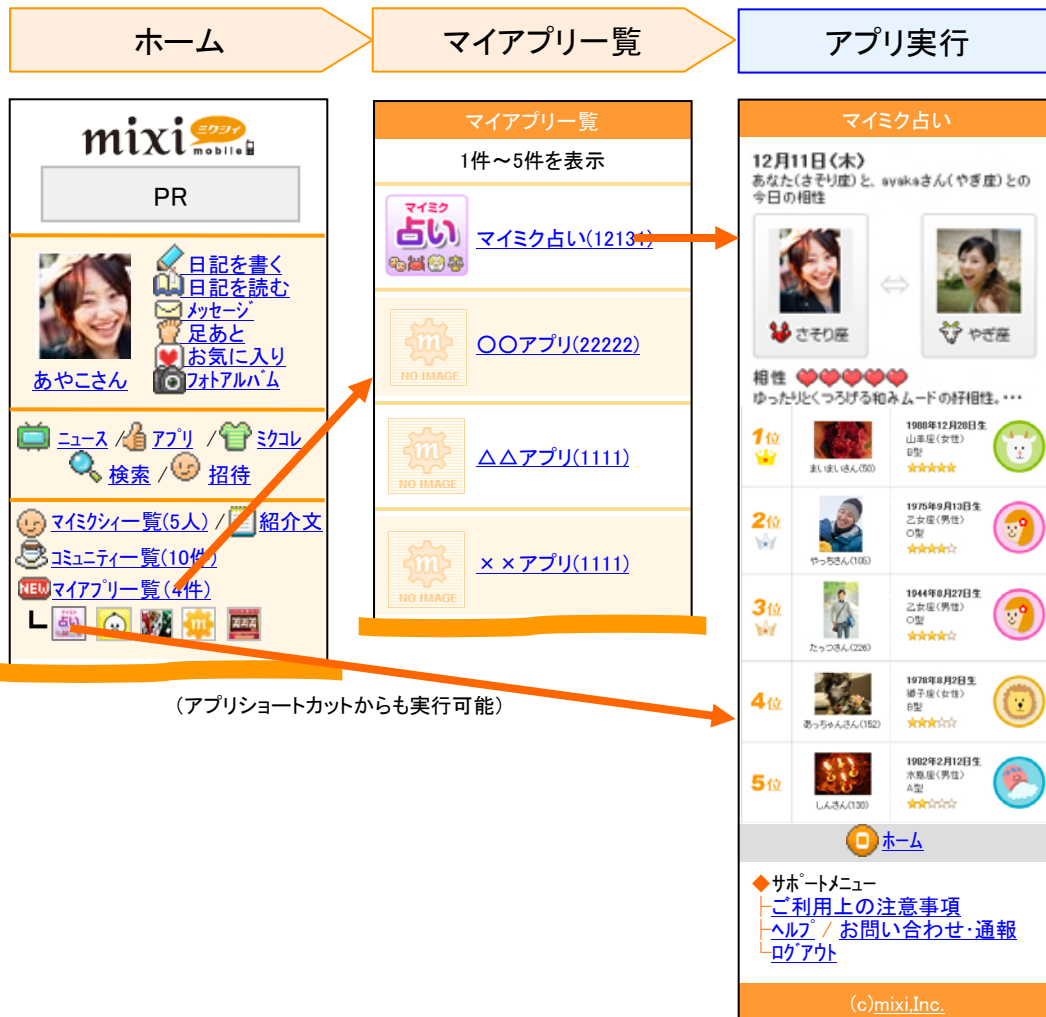 ホーム
マイアプリ一覧
アプリ実行
mixi ミクシィ
mobile
PR
日記を書く
日記を読む
ﾒｯｾｰｼﾞ
足あと
お気に入り
ﾌｫﾄｱﾙﾊﾞﾑ
あやこさん
ﾆｭｰｽ / ｱﾌﾟﾘ / ﾐｸｺﾚ
検索 / 招待
ﾏｲﾐｸｼｨ一覧(5人) / 紹介文
ｺﾐｭﾆﾃｨ一覧(10件)
NEW マイアプリ一覧(4件)
占い
(アプリショートカットからも実行可能)
マイアプリ一覧
1件～5件を表示
マイミク
占い
マイミク占い(12131)
m
NO IMAGE
○○アプリ(22222)
m
NO IMAGE
△△アプリ(1111)
m
NO IMAGE
××アプリ(1111)
マイミク占い
12月11日(木)
あなた(さそり座)と、ayakaさん(やぎ座)との
今日の相性
さそり座
やぎ座
相性
ゆったりとくつろげる和みムードの好相性。･･･
1位
まいまいさん(50)
1988年12月28日生
山羊座(女性)
B型
2位
やっちさん(105)
1975年9月13日生
乙女座(男性)
O型
3位
たっつさん(226)
1944年8月27日生
乙女座(男性)
O型
4位
あっちゃんさん(152)
1978年8月2日生
獅子座(女性)
B型
5位
しんさん(130)
1982年2月12日生
水瓶座(男性)
A型
ﾎｰﾑ
◆ｻﾎﾟｰﾄﾒﾆｭｰ
├ご利用上の注意事項
├ﾍﾙﾌﾟ / お問い合わせ･通報
└ﾛｸﾞｱｳﾄ
(c)mixi,Inc.